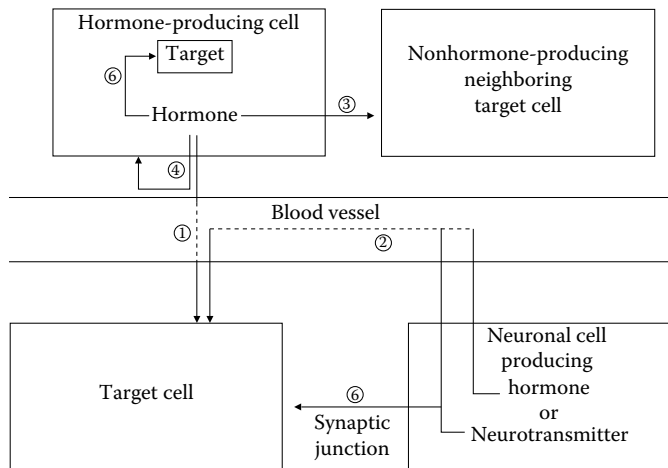 Hormone-producing cell
Target
⑥
Hormone
③
④
Nonhormone-producing
neighboring
target cell
Blood vessel
①
②
Target cell
⑥
Synaptic
junction
Neuronal cell
producing
hormone
or
Neurotransmitter